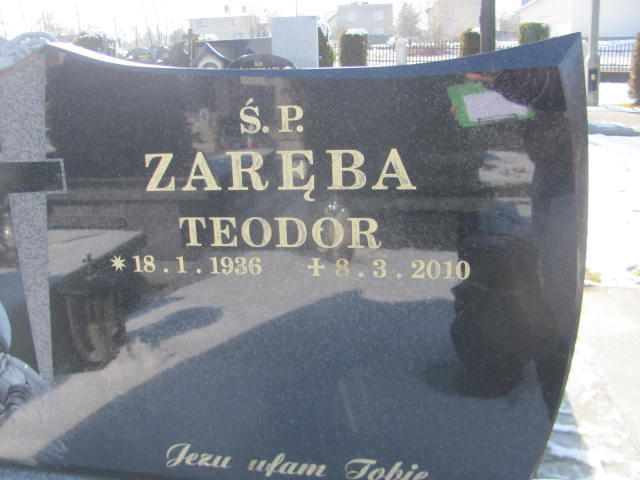 Ś.P.
ZARĘBA
TEODOR
*18.1.1936 +8.3.2010
Jezu ufam Tobie